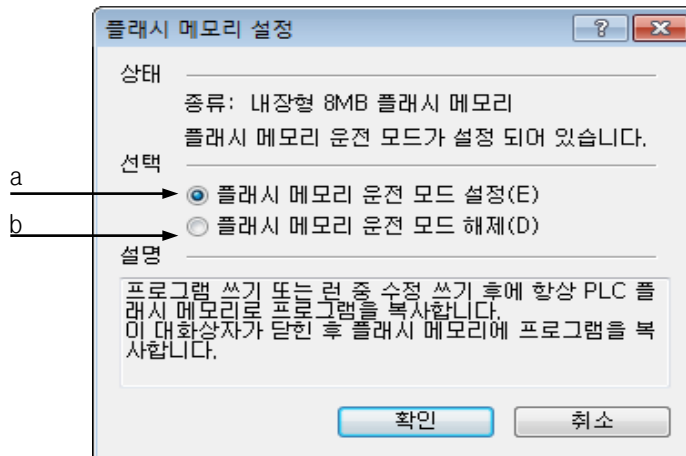 플래시 메모리 설정
상태
종류: 내장형 8MB 플래시 메모리
플래시 메모리 운전 모드가 설정 되어 있습니다.
선택
a
플래시 메모리 운전 모드 설정(E)
b
플래시 메모리 운전 모드 해제(D)
설명
프로그램 쓰기 또는 런 중 수정 쓰기 후에 항상 PLC 플
래시 메모리로 프로그램을 복사합니다.
이 대화상자가 닫힌 후 플래시 메모리에 프로그램을 복
사합니다.
확인
취소